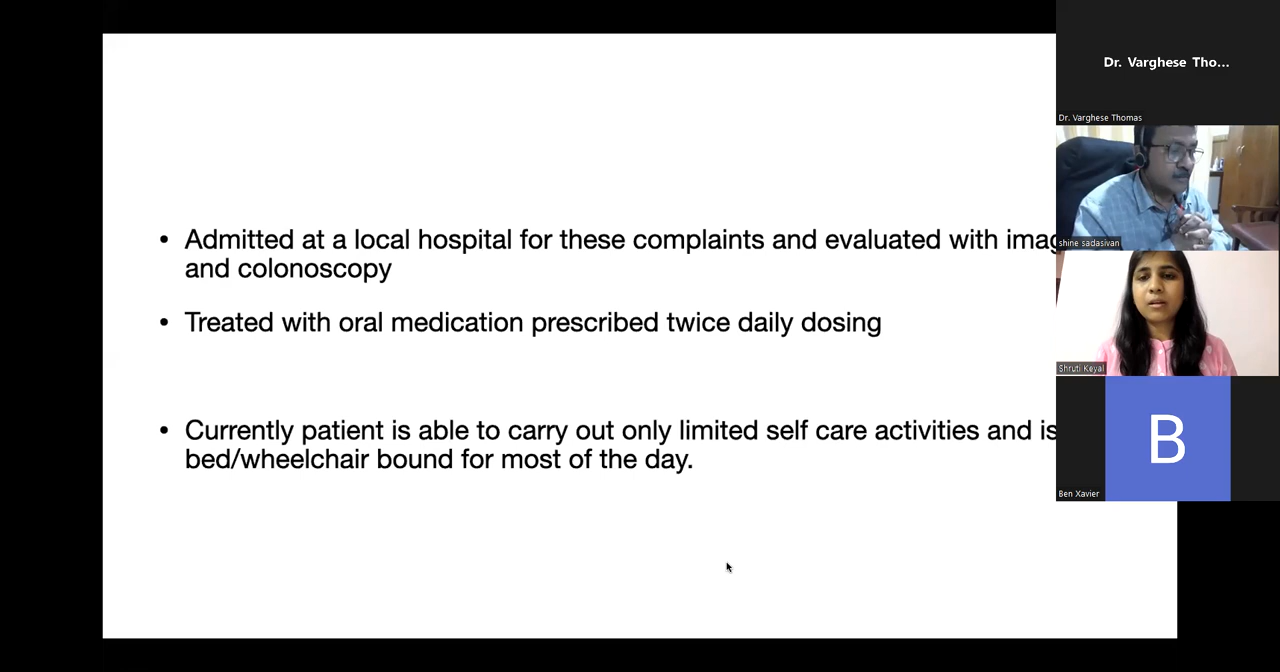 • Admitted at a local hospital for these complaints and evaluated with
and colonoscopy
• Treated with oral medication prescribed twice daily dosing
• Currently patient is able to carry out only limited self care activities and is
bed/wheelchair bound for most of the day.
Dr. Varghese Tho...
Dr. Varghese Thomas
shine sadasivan
Shruti Keyal
B
Ben Xavier